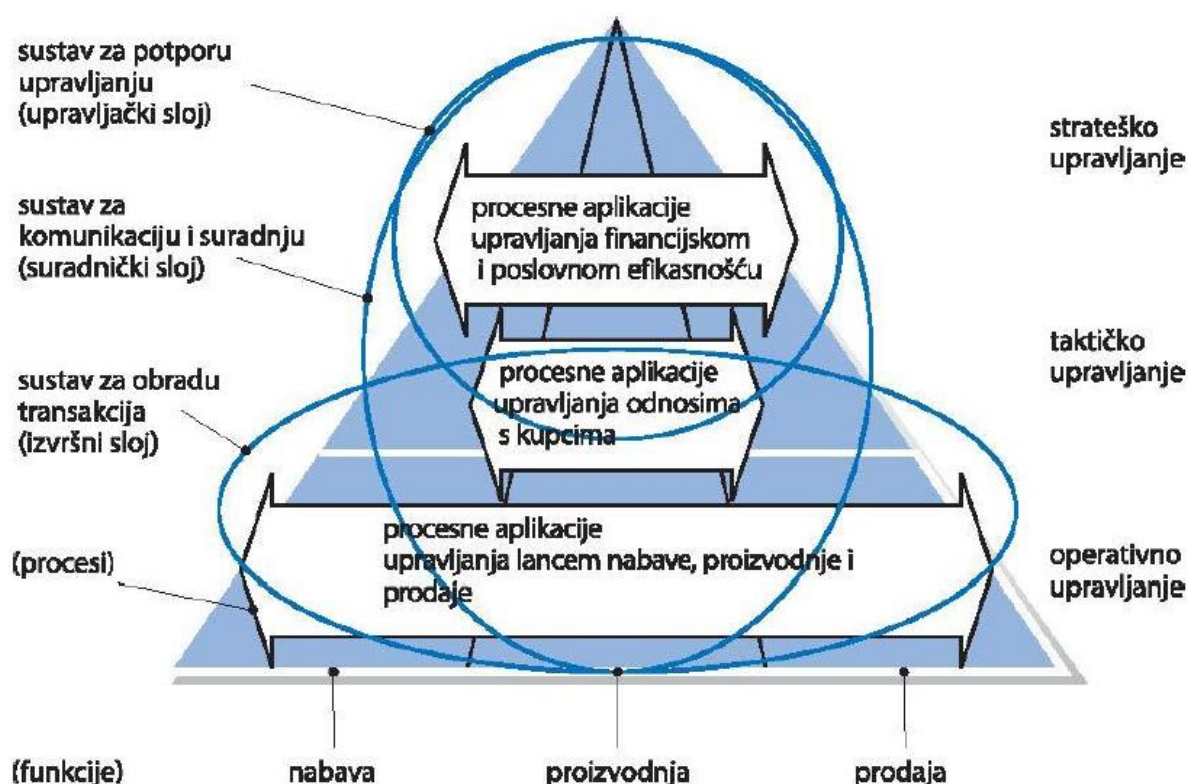 sustav za potporu
upravljanju
(upravljački sloj)
sustav za
komunikaciju i suradnju
(suradnički sloj)
sustav za obradu
transakcija
(izvršni sloj)
(procesi)
procesne aplikacije
upravljanja financijskom
i poslovnom efikasnošću
procesne aplikacije
upravljanja odnosima
s kupcima
procesne aplikacije
upravljanja lancem nabave, proizvodnje i
prodaje
strateško
upravljanje
taktičko
upravljanje
operativno
upravljanje
(funkcije)
nabava
proizvodnja
prodaja